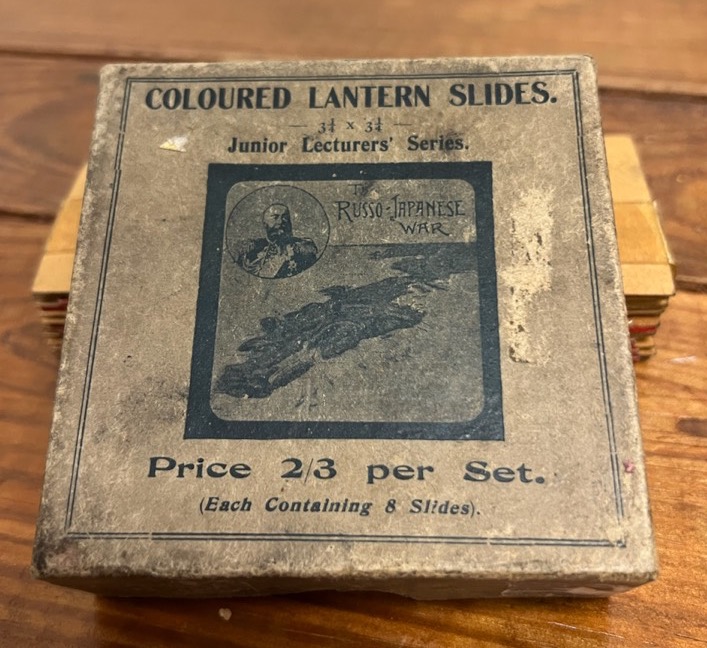 COLOURED LANTERN SLIDES.
— 3¼ x 3¼ —
Junior Lecturers' Series.
The
RUSSO-JAPANESE
WAR
Price 2/3 per Set.
(Each Containing 8 Slides).